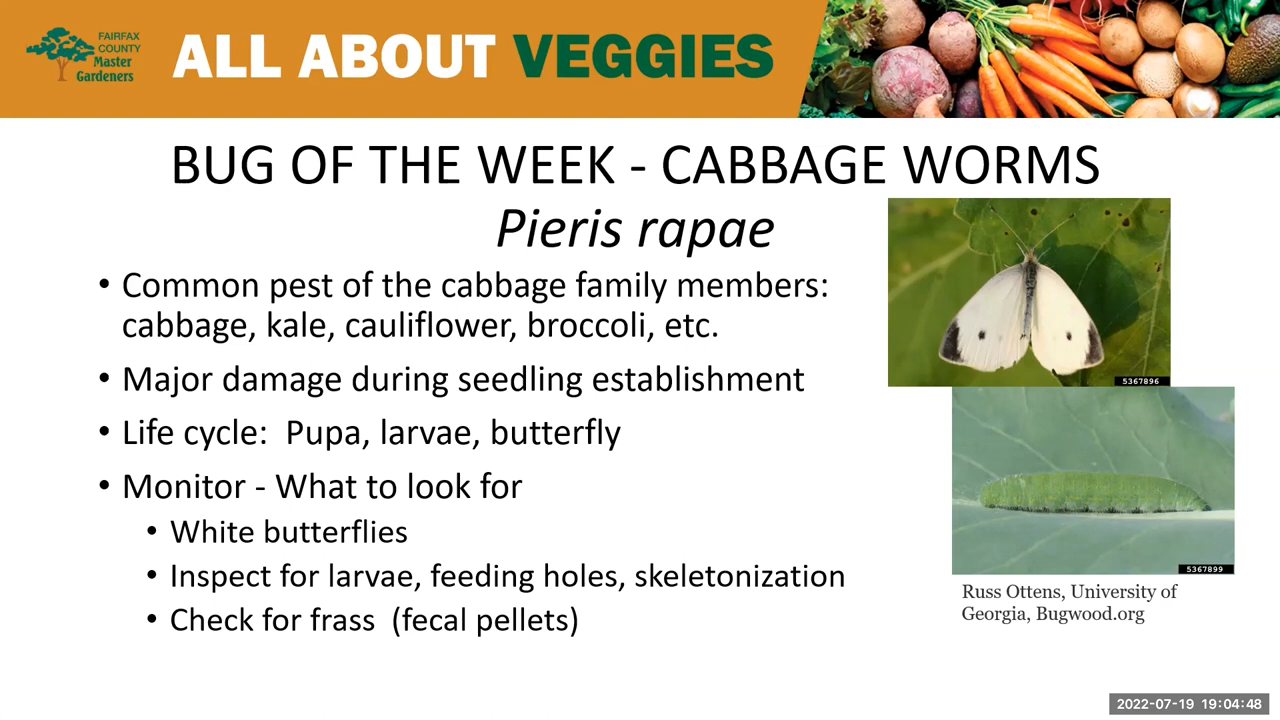 FAIRFAX
COUNTY
Master
Gardeners
ALL ABOUT VEGGIES
BUG OF THE WEEK - CABBAGE WORMS
Pieris rapae
• Common pest of the cabbage family members:
cabbage, kale, cauliflower, broccoli, etc.
• Major damage during seedling establishment
• Life cycle:  Pupa, larvae, butterfly
• Monitor - What to look for
• White butterflies
• Inspect for larvae, feeding holes, skeletonization
• Check for frass  (fecal pellets)
5367896
5367899
Russ Ottens, University of
Georgia, Bugwood.org
2022-07-19  19:04:48